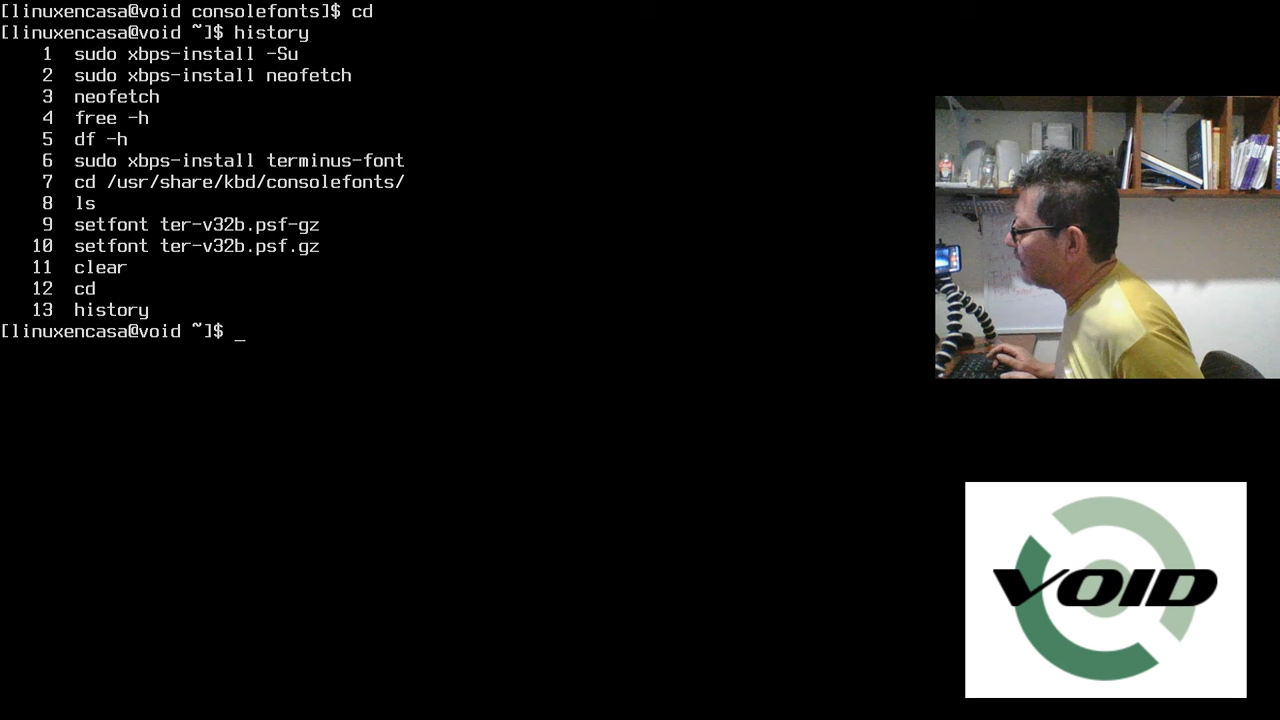 [linuxencasa@void consolefonts]$ cd
[linuxencasa@void ~]$ history
1 sudo xbps-install -Su
2 sudo xbps-install neofetch
3 neofetch
4 free -h
5 df -h
6 sudo xbps-install terminus-font
7 cd /usr/share/kbd/consolefonts/
8 ls
9 setfont ter-v32b.psf-gz
10 setfont ter-v32b.psf.gz
11 clear
12 cd
13 history
[linuxencasa@void ~]$ _
VOID